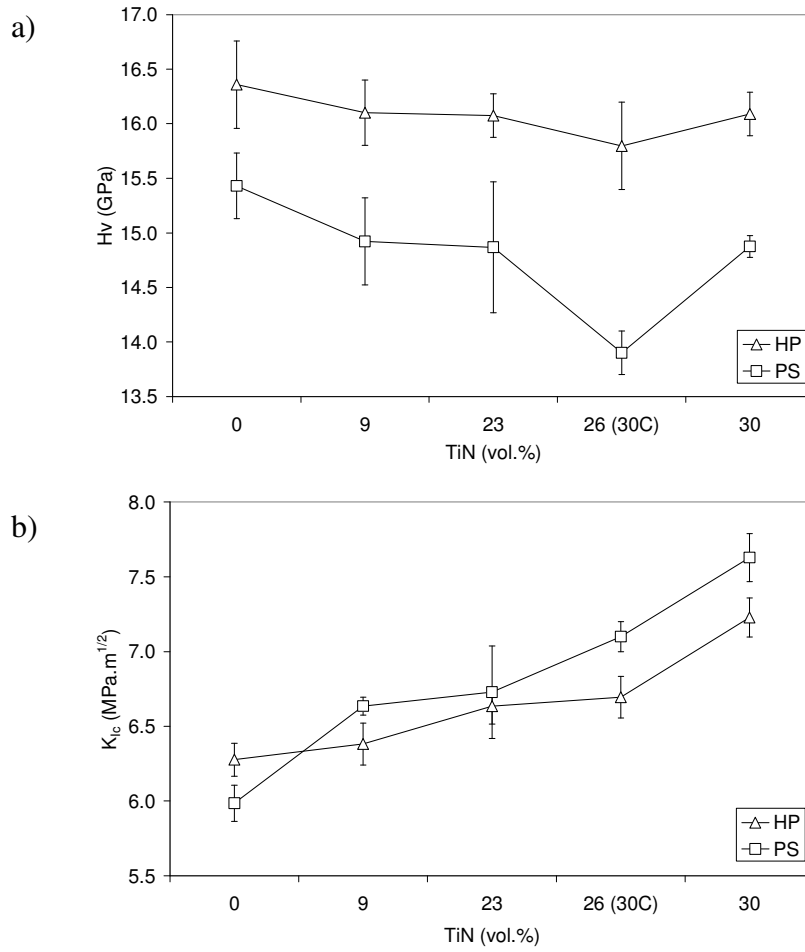 a)
17.0
16.5
16.0
15.5
15.0
14.5
14.0
13.5
Hv (GPa)
HP
PS
0 9 23 26 (30C) 30
TiN (vol.%)
b)
8.0
7.5
7.0
6.5
6.0
5.5
K_Ic (MPa.m^1/2)
HP
PS
0 9 23 26 (30C) 30
TiN (vol.%)